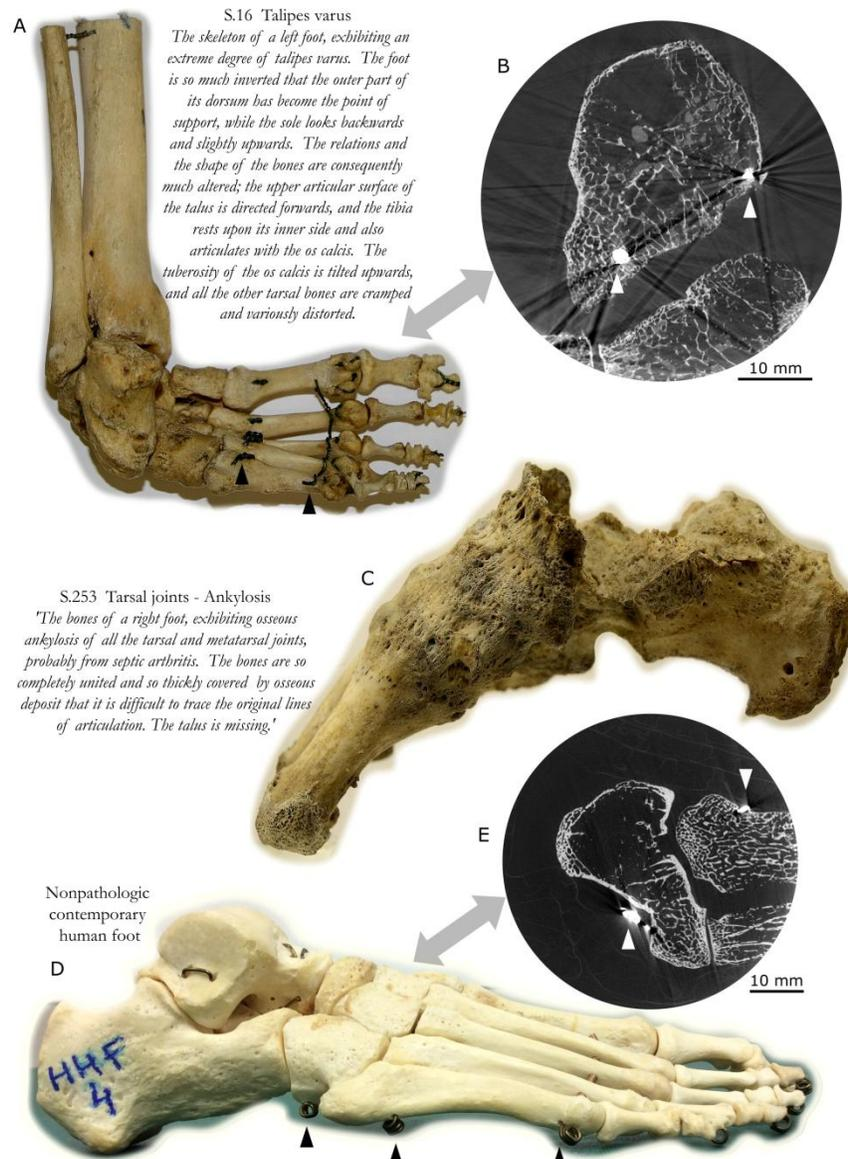 A
S.16 Talipes varus
The skeleton of a left foot, exhibiting an
extreme degree of talipes varus. The foot
is so much inverted that the outer part
of its dorsum has become the point of
support, while the sole looks backwards
and slightly upwards. The relations and
the shape of the bones are consequently
much altered; the upper articular surface of
the talus is directed forwards, and the tibia
rests upon its inner side and also
articulates with the os calcis. The
tuberosity of the os calcis is tilted upwards,
and all the other tarsal bones are cramped
and variously distorted.
B
10 mm
C
S.253 Tarsal joints - Ankylosis
'The bones of a right foot, exhibiting osseous
ankylosis of all the tarsal and metatarsal joints,
probably from septic arthritis. The bones are so
completely united and so thickly covered by osseous
deposit that it is difficult to trace the original lines
of articulation. The talus is missing.'
E
10 mm
Nonpathologic
contemporary
human foot
D
HHF
4